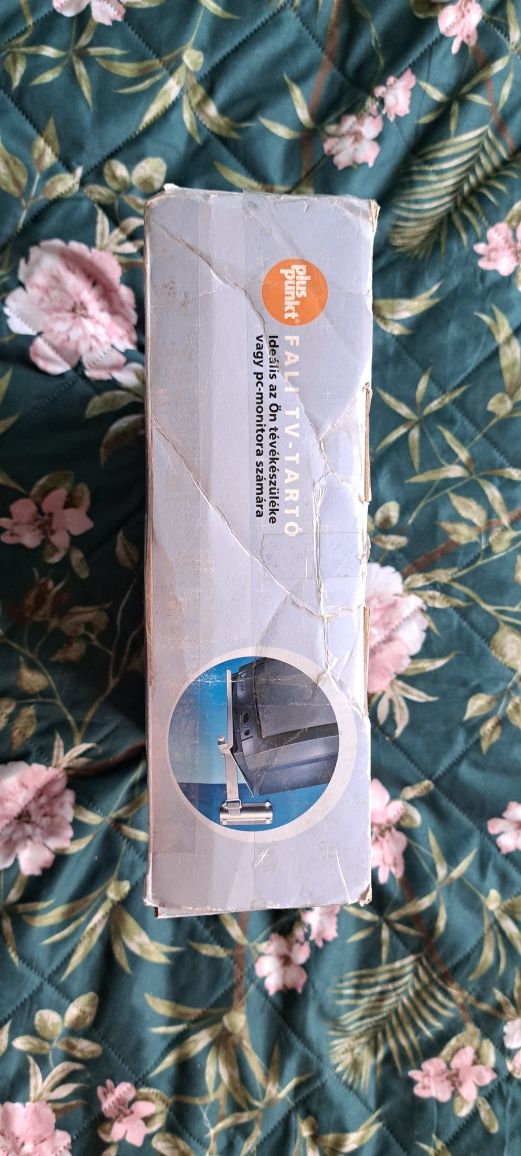 plus
punkt®
FALI TV-TARTÓ
Ideális az Ön tévékészüléke
vagy pc-monitora számára